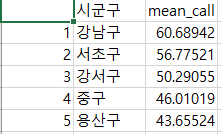 시군구 mean_call
1 강남구 60.68942
2 서초구 56.77521
3 강서구 50.29055
4 중구 46.01019
5 용산구 43.65524